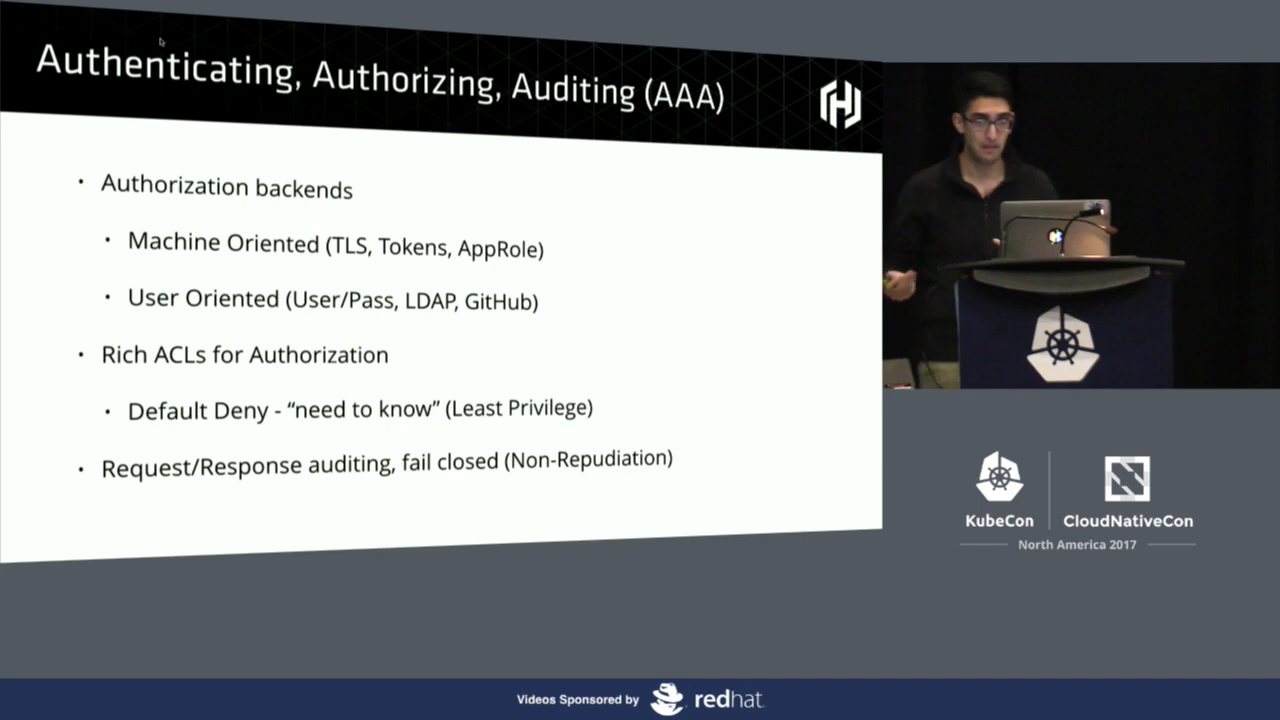 Authenticating, Authorizing, Auditing (AAA)
• Authorization backends
• Machine Oriented (TLS, Tokens, AppRole)
• User Oriented (User/Pass, LDAP, GitHub)
• Rich ACLs for Authorization
• Default Deny - “need to know” (Least Privilege)
• Request/Response auditing, fail closed (Non-Repudiation)
KubeCon
CloudNativeCon
North America 2017
Videos Sponsored by
redhat.